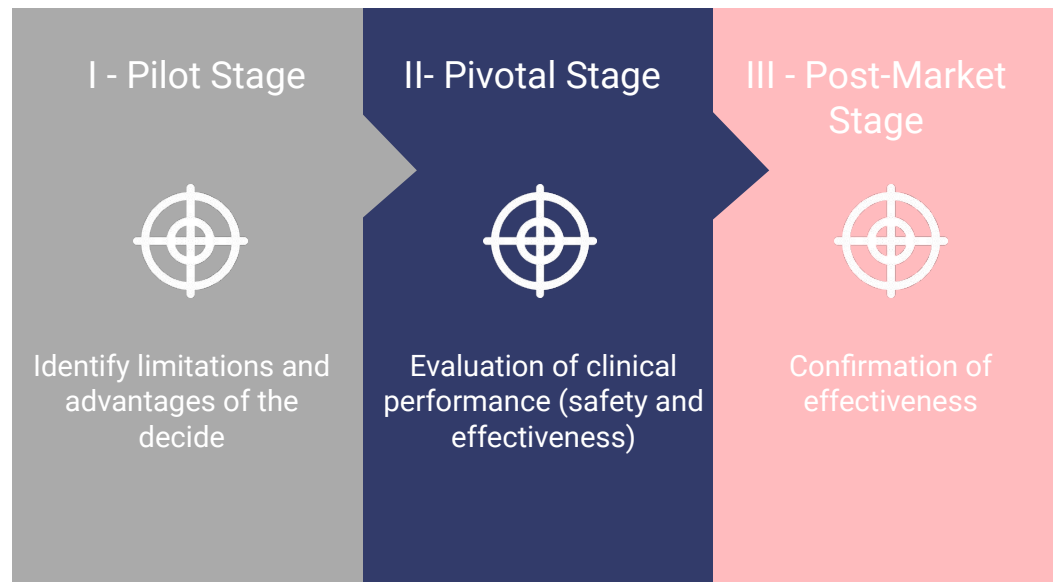 I - Pilot Stage
Identify limitations and
advantages of the
decide
II- Pivotal Stage
Evaluation of clinical
performance (safety and
effectiveness)
III - Post-Market
Stage
Confirmation of
effectiveness